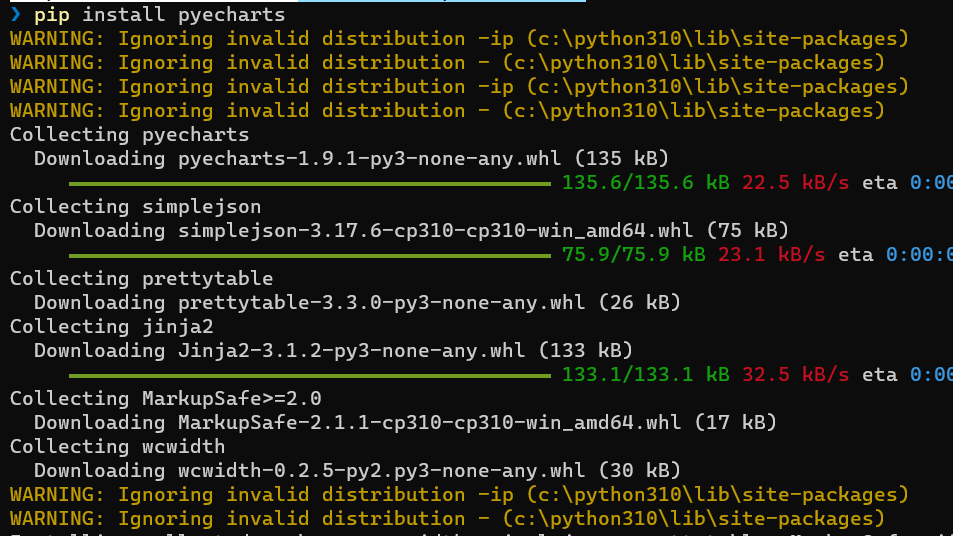 ❯ pip install pyecharts
WARNING: Ignoring invalid distribution -ip (c:\python310\lib\site-packages)
WARNING: Ignoring invalid distribution - (c:\python310\lib\site-packages)
WARNING: Ignoring invalid distribution -ip (c:\python310\lib\site-packages)
WARNING: Ignoring invalid distribution - (c:\python310\lib\site-packages)
Collecting pyecharts
Downloading pyecharts-1.9.1-py3-none-any.whl (135 kB)
135.6/135.6 kB 22.5 kB/s eta 0:00
Collecting simplejson
Downloading simplejson-3.17.6-cp310-cp310-win_amd64.whl (75 kB)
75.9/75.9 kB 23.1 kB/s eta 0:00:0
Collecting prettytable
Downloading prettytable-3.3.0-py3-none-any.whl (26 kB)
Collecting jinja2
Downloading Jinja2-3.1.2-py3-none-any.whl (133 kB)
133.1/133.1 kB 32.5 kB/s eta 0:00
Collecting MarkupSafe>=2.0
Downloading MarkupSafe-2.1.1-cp310-cp310-win_amd64.whl (17 kB)
Collecting wcwidth
Downloading wcwidth-0.2.5-py2.py3-none-any.whl (30 kB)
WARNING: Ignoring invalid distribution -ip (c:\python310\lib\site-packages)
WARNING: Ignoring invalid distribution - (c:\python310\lib\site-packages)